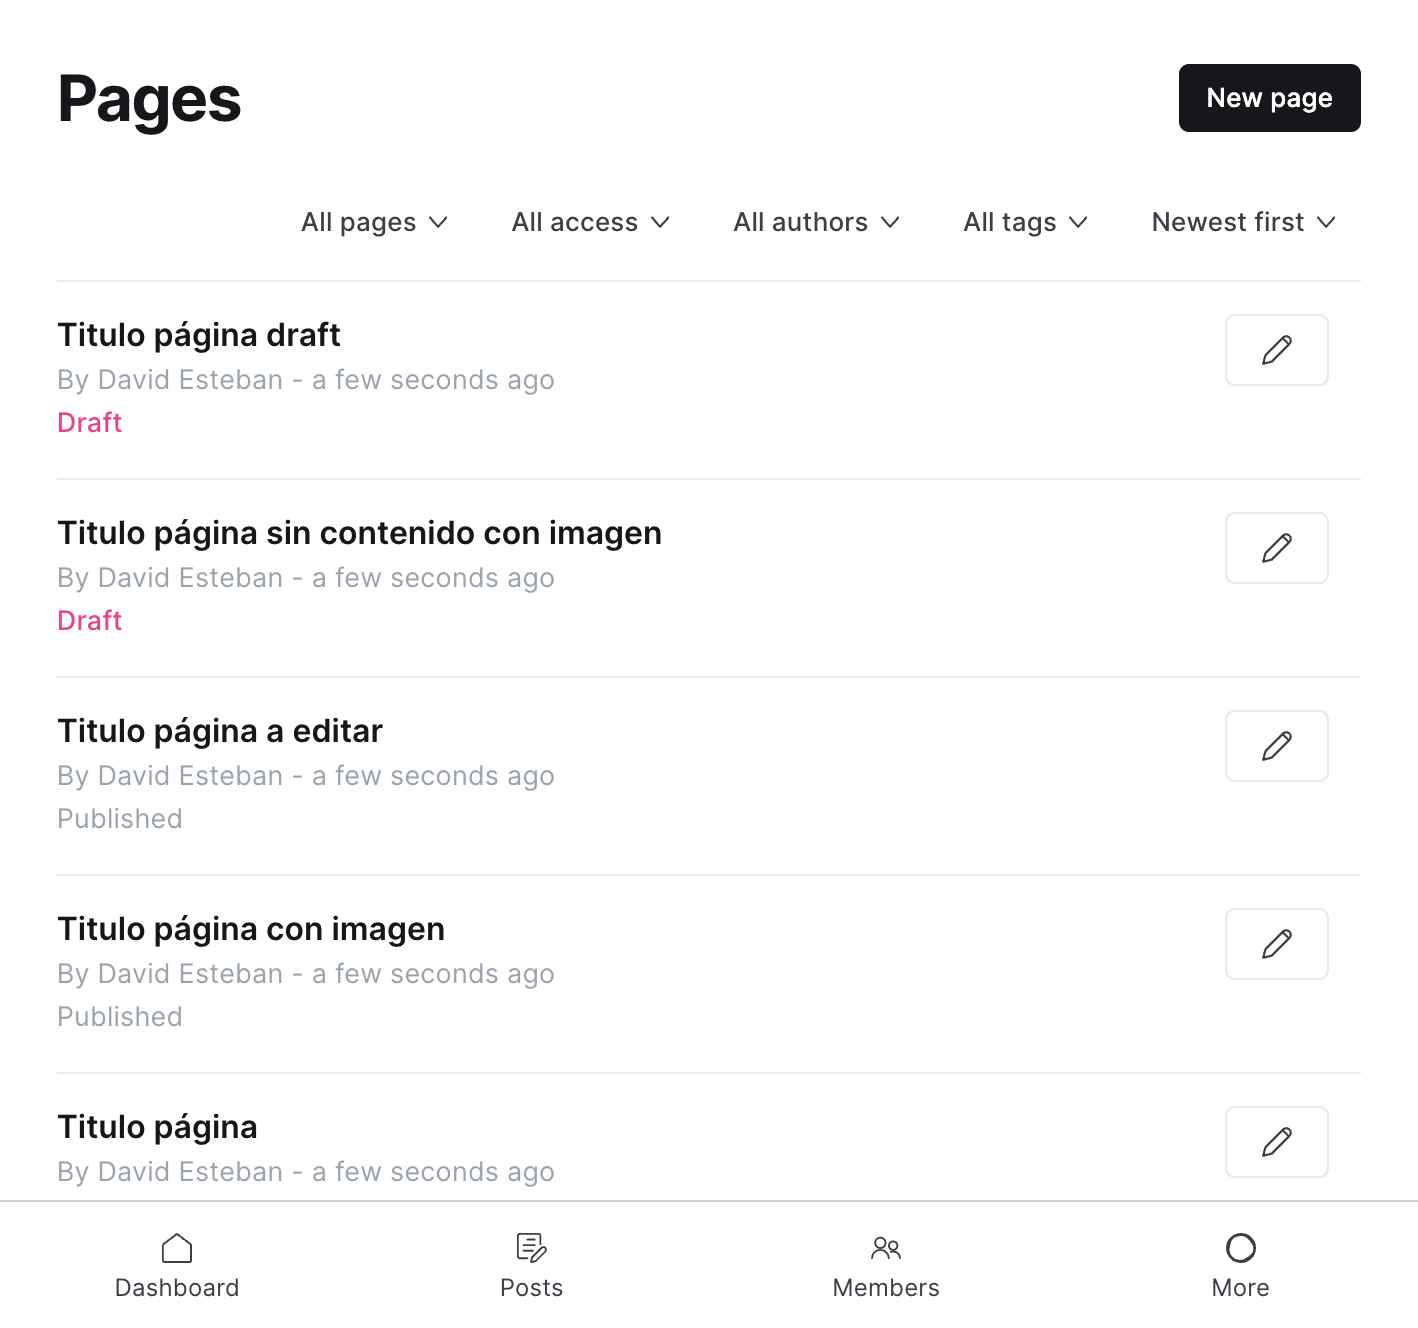 Pages
New page
All pages
All access
All authors
All tags
Newest first
Titulo página draft
By David Esteban - a few seconds ago
Draft
Titulo página sin contenido con imagen
By David Esteban - a few seconds ago
Draft
Titulo página a editar
By David Esteban - a few seconds ago
Published
Titulo página con imagen
By David Esteban - a few seconds ago
Published
Titulo página
By David Esteban - a few seconds ago
Dashboard
Posts
Members
More